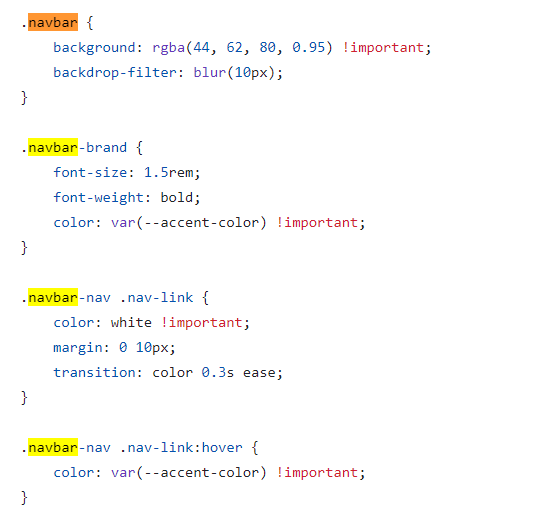 .navbar {
    background: rgba(44, 62, 80, 0.95) !important;
    backdrop-filter: blur(10px);
}

.navbar-brand {
    font-size: 1.5rem;
    font-weight: bold;
    color: var(--accent-color) !important;
}

.navbar-nav .nav-link {
    color: white !important;
    margin: 0 10px;
    transition: color 0.3s ease;
}

.navbar-nav .nav-link:hover {
    color: var(--accent-color) !important;
}